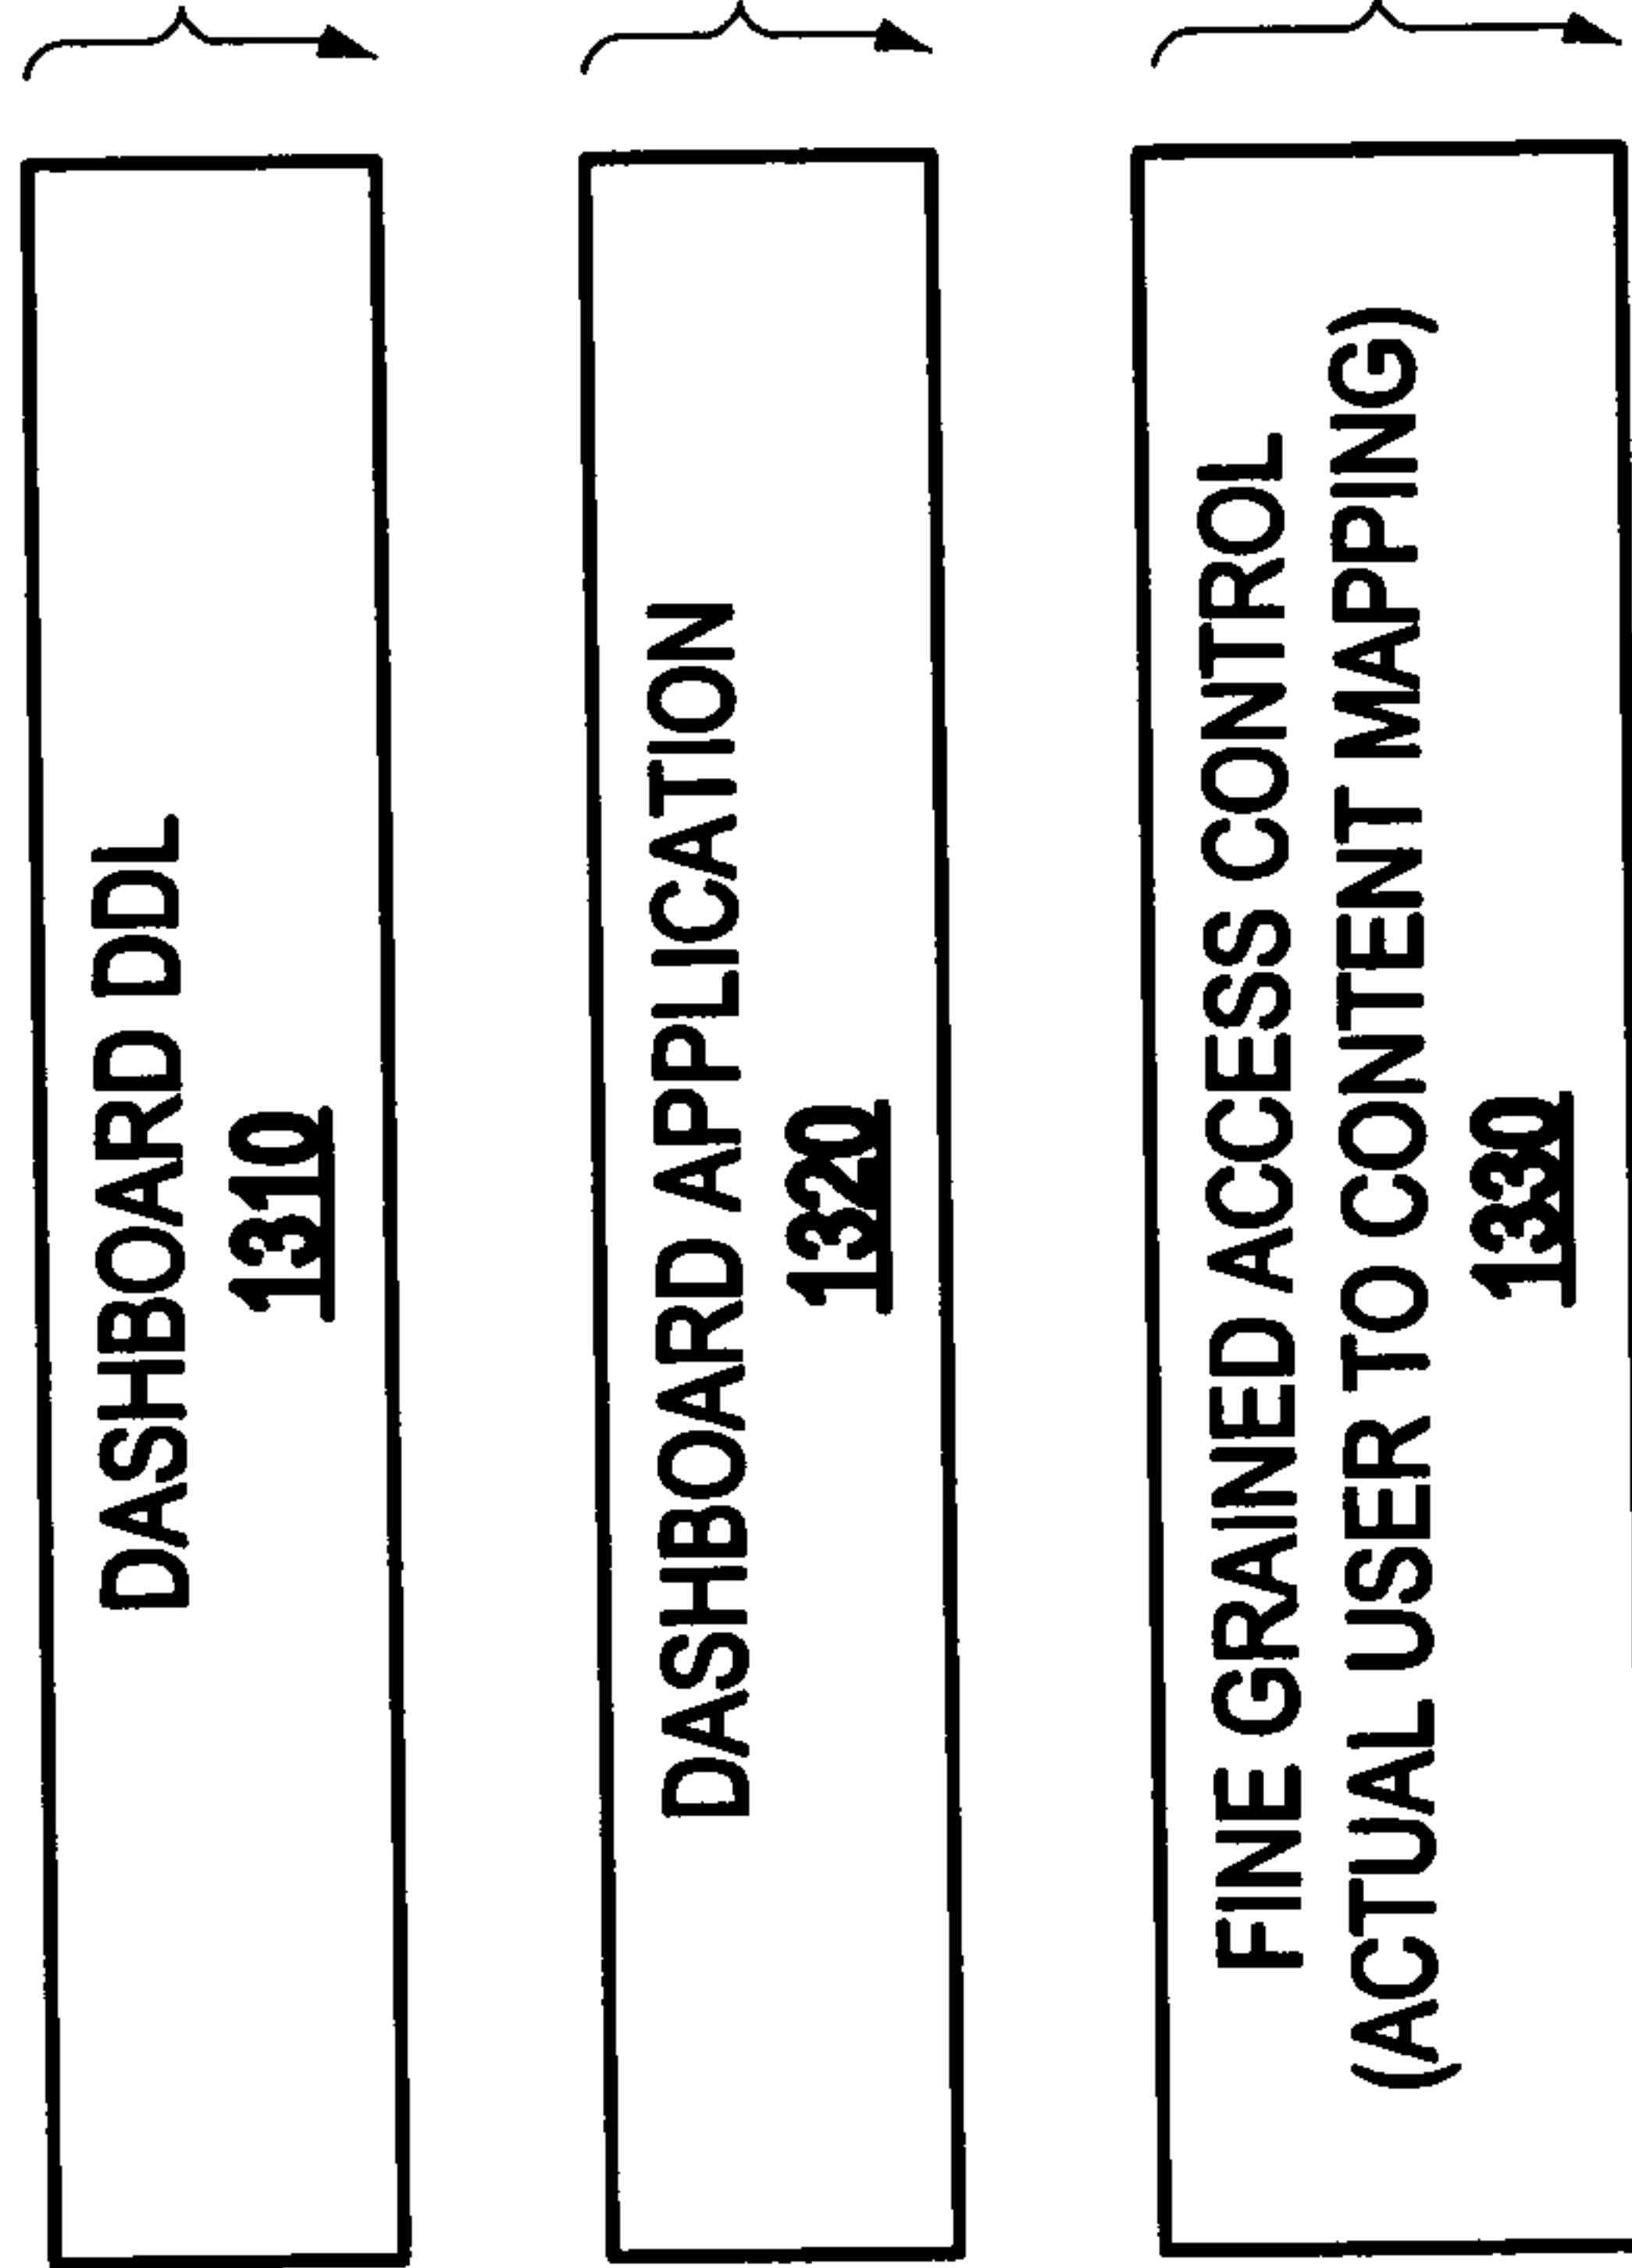 DASHBOARD DDL
1310
DASHBOARD APPLICATION
1320
FINE GRAINED ACCESS CONTROL
(ACTUAL USER TO CONTENT MAPPING)
1330